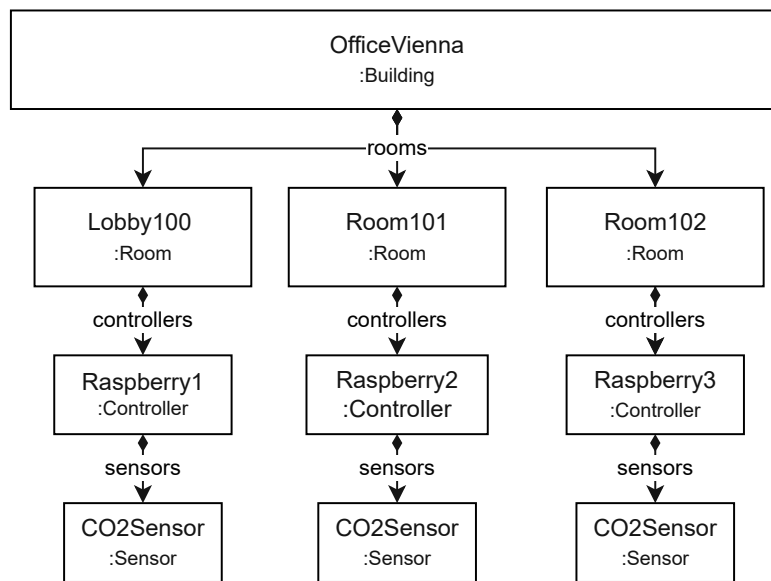 OfficeVienna
:Building
rooms
Lobby100
:Room
Room101
:Room
Room102
:Room
controllers
controllers
controllers
Raspberry1
:Controller
Raspberry2
:Controller
Raspberry3
:Controller
sensors
sensors
sensors
CO2Sensor
:Sensor
CO2Sensor
:Sensor
CO2Sensor
:Sensor